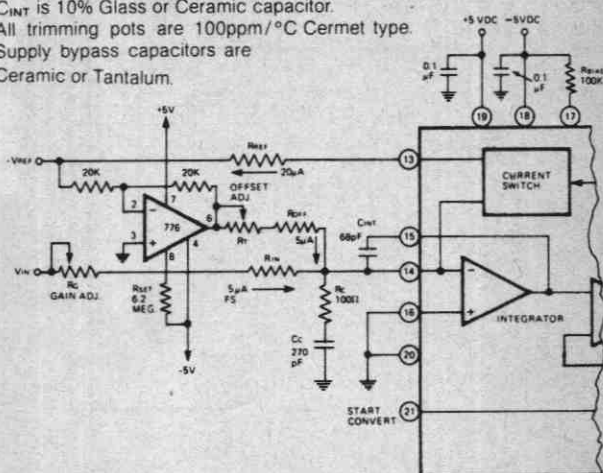 CINT is 10% Glass or Ceramic capacitor.
All trimming pots are 100ppm/°C Cermet type.
Supply bypass capacitors are
Ceramic or Tantalum.
+5 VDC
-5VDC
0.1
µF
0.1
µF
RBIAS
100K
19
18
17
+5V
-VREF
RREF
20µA
13
20K
20K
OFFSET
ADJ.
CURRENT
SWITCH
2
7
776
6
3
4
8
RT
ROFF
5µA
CINT
68pF
15
VIN
RG
GAIN ADJ.
RSET
6.2
MEG.
RIN
5µA
FS
RC
100Ω
14
INTEGRATOR
16
CC
270
pF
20
-5V
START
CONVERT
21